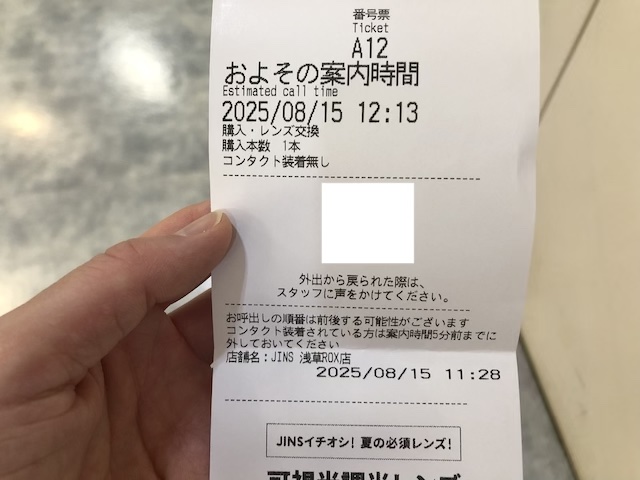 番号票
Ticket
A12
およその案内時間
Estimated call time
2025/08/15 12:13
購入・レンズ交換
購入本数 1本
コンタクト装着無し
外出から戻られた際は、
スタッフに声をかけてください。
お呼出しの順番は前後する可能性がございます
コンタクト装着されている方は案内時間5分前までに
外しておいてください
店舗名：JINS 浅草ROX店
2025/08/15 11:28
JINSイチオシ! 夏の必須レンズ!
可視光調光レンズ